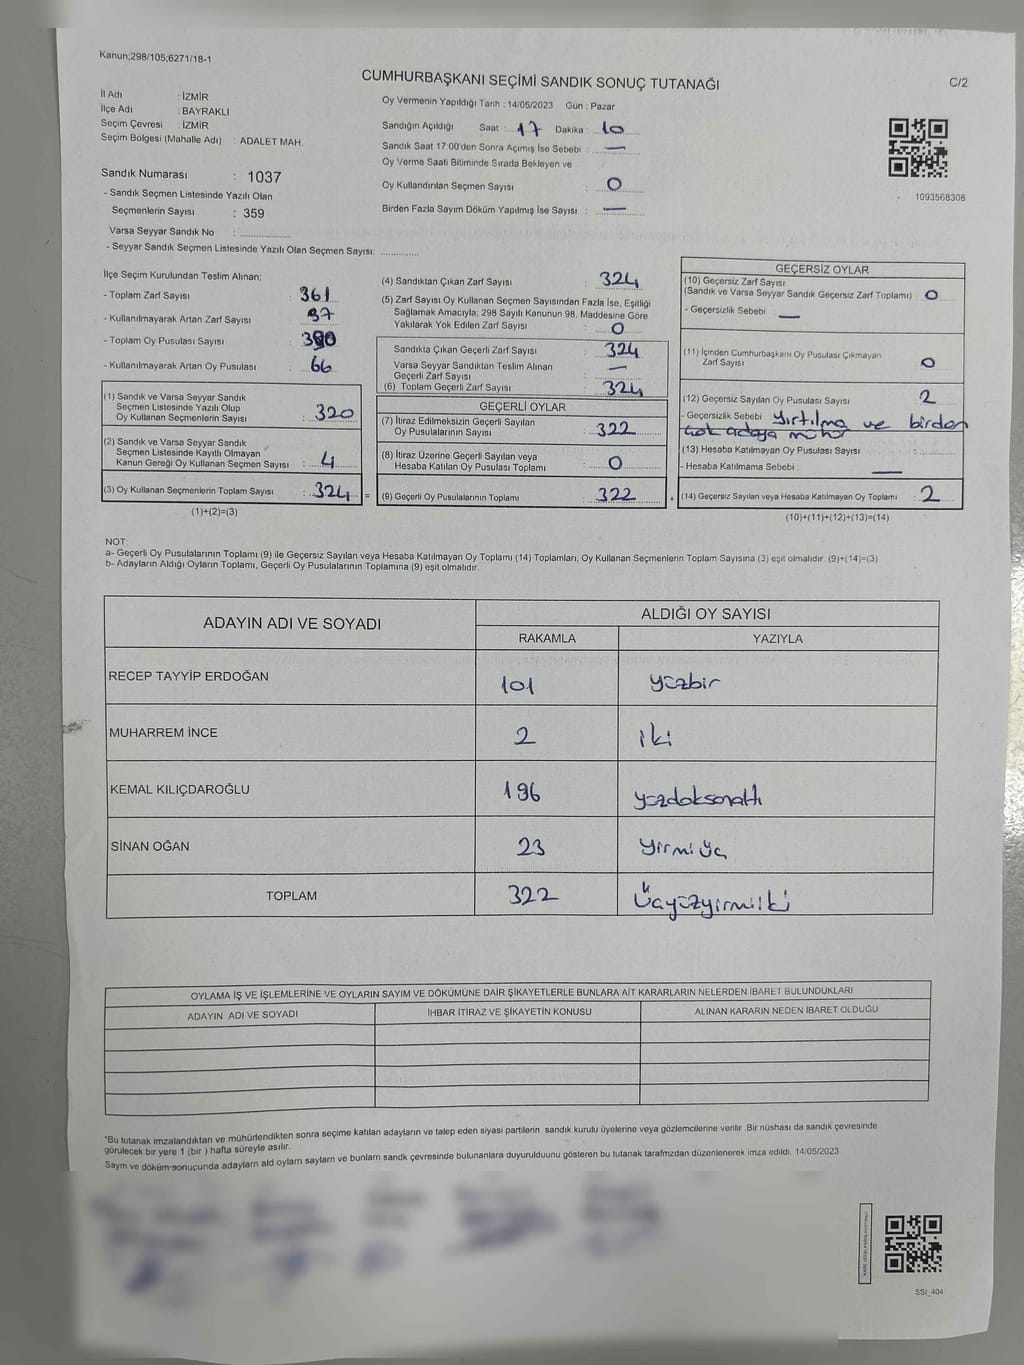 Kanun;298/105;6271/18-1
CUMHURBAŞKANI SEÇİMİ SANDIK SONUÇ TUTANAĞI
C/2
İl Adı : İZMİR
İlçe Adı : BAYRAKLI
Seçim Çevresi : İZMİR
Seçim Bölgesi (Mahalle Adı) : ADALET MAH.
Oy Vermenin Yapıldığı Tarih : 14/05/2023 Gün : Pazar
Sandığın Açıldığı Saat : 17 Dakika : 10
Sandık Saat 17:00'den Sonra Açımış İse Sebebi : —
Oy Verme Saati Bitiminde Sırada Bekleyen ve
Oy Kullandırılan Seçmen Sayısı : 0
Birden Fazla Sayım Döküm Yapılmış İse Sayısı : —
1093568308
Sandık Numarası : 1037
- Sandık Seçmen Listesinde Yazılı Olan
Seçmenlerin Sayısı : 359
Varsa Seyyar Sandık No :
- Seyyar Sandık Seçmen Listesinde Yazılı Olan Seçmen Sayısı:
İlçe Seçim Kurulundan Teslim Alınan;
- Toplam Zarf Sayısı : 361
- Kullanılmayarak Artan Zarf Sayısı : 37
- Toplam Oy Pusulası Sayısı :
- Kullanılmayarak Artan Oy Pusulası : 66
(1) Sandık ve Varsa Seyyar Sandık
Seçmen Listesinde Yazılı Olup
Oy Kullanan Seçmenlerin Sayısı : 320
(2) Sandık ve Varsa Seyyar Sandık
Seçmen Listesinde Kayıtlı Olmayan
Kanun Gereği Oy Kullanan Seçmen Sayısı : 4
(3) Oy Kullanan Seçmenlerin Toplam Sayısı : 324 =
(1)+(2)=(3)
(4) Sandıktan Çıkan Zarf Sayısı : 324
(5) Zarf Sayısı Oy Kullanan Seçmen Sayısından Fazla İse, Eşitliği
Sağlamak Amacıyla; 298 Sayılı Kanunun 98. Maddesine Göre
Yakılarak Yok Edilen Zarf Sayısı : 0
Sandıkta Çıkan Geçerli Zarf Sayısı : 324
Varsa Seyyar Sandıktan Teslim Alınan
Geçerli Zarf Sayısı : —
(6) Toplam Geçerli Zarf Sayısı : 324
GEÇERLİ OYLAR
(7) İtiraz Edilmeksizin Geçerli Sayılan
Oy Pusulalarının Sayısı : 322
(8) İtiraz Üzerine Geçerli Sayılan veya
Hesaba Katılan Oy Pusulası Toplamı : 0
(9) Geçerli Oy Pusulalarının Toplamı : 322 +
GEÇERSİZ OYLAR
(10) Geçersiz Zarf Sayısı
(Sandık ve Varsa Seyyar Sandık Geçersiz Zarf Toplamı) : 0
- Geçersizlik Sebebi : —
(11) İçinden Cumhurbaşkanı Oy Pusulası Çıkmayan
Zarf Sayısı : 0
(12) Geçersiz Sayılan Oy Pusulası Sayısı : 2
- Geçersizlik Sebebi : Yırtılma ve birden
çok adaya mühür
(13) Hesaba Katılmayan Oy Pusulası Sayısı :
- Hesaba Katılmama Sebebi : —
(14) Geçersiz Sayılan veya Hesaba Katılmayan Oy Toplamı : 2
(10)+(11)+(12)+(13)=(14)
NOT:
a- Geçerli Oy Pusulalarının Toplamı (9) ile Geçersiz Sayılan veya Hesaba Katılmayan Oy Toplamı (14) Toplamları, Oy Kullanan Seçmenlerin Toplam Sayısına (3) eşit olmalıdır. (9)+(14)=(3)
b- Adayların Aldığı Oyların Toplamı, Geçerli Oy Pusulalarının Toplamına (9) eşit olmalıdır.
ADAYIN ADI VE SOYADI
ALDIĞI OY SAYISI
RAKAMLA YAZIYLA
RECEP TAYYİP ERDOĞAN 101 yüzbir
MUHARREM İNCE 2 iki
KEMAL KILIÇDAROĞLU 196 yüzdoksanaltı
SİNAN OĞAN 23 yirmiüç
TOPLAM 322 Üçyüzyirmiiki
OYLAMA İŞ VE İŞLEMLERİNE VE OYLARIN SAYIM VE DÖKÜMÜNE DAİR ŞİKAYETLERLE BUNLARA AİT KARARLARIN NELERDEN İBARET BULUNDUKLARI
ADAYIN ADI VE SOYADI İHBAR İTİRAZ VE ŞİKAYETİN KONUSU ALINAN KARARIN NEDEN İBARET OLDUĞU
*Bu tutanak imzalandıktan ve mühürlendikten sonra seçime katılan adayların ve talep eden siyasi partilerin sandık kurulu üyelerine veya gözlemcilerine verilir .Bir nüshası da sandık çevresinde
görülecek bir yere 1 (bir ) hafta süreyle asılır.
Sayım ve döküm sonucunda adayların ald oyların sayların ve bunların sandk çevresinde bulunanlara duyurulduunu gösteren bu tutanak tarafmzdan düzenlenerek imza edildi. 14/05/2023
SSI_404